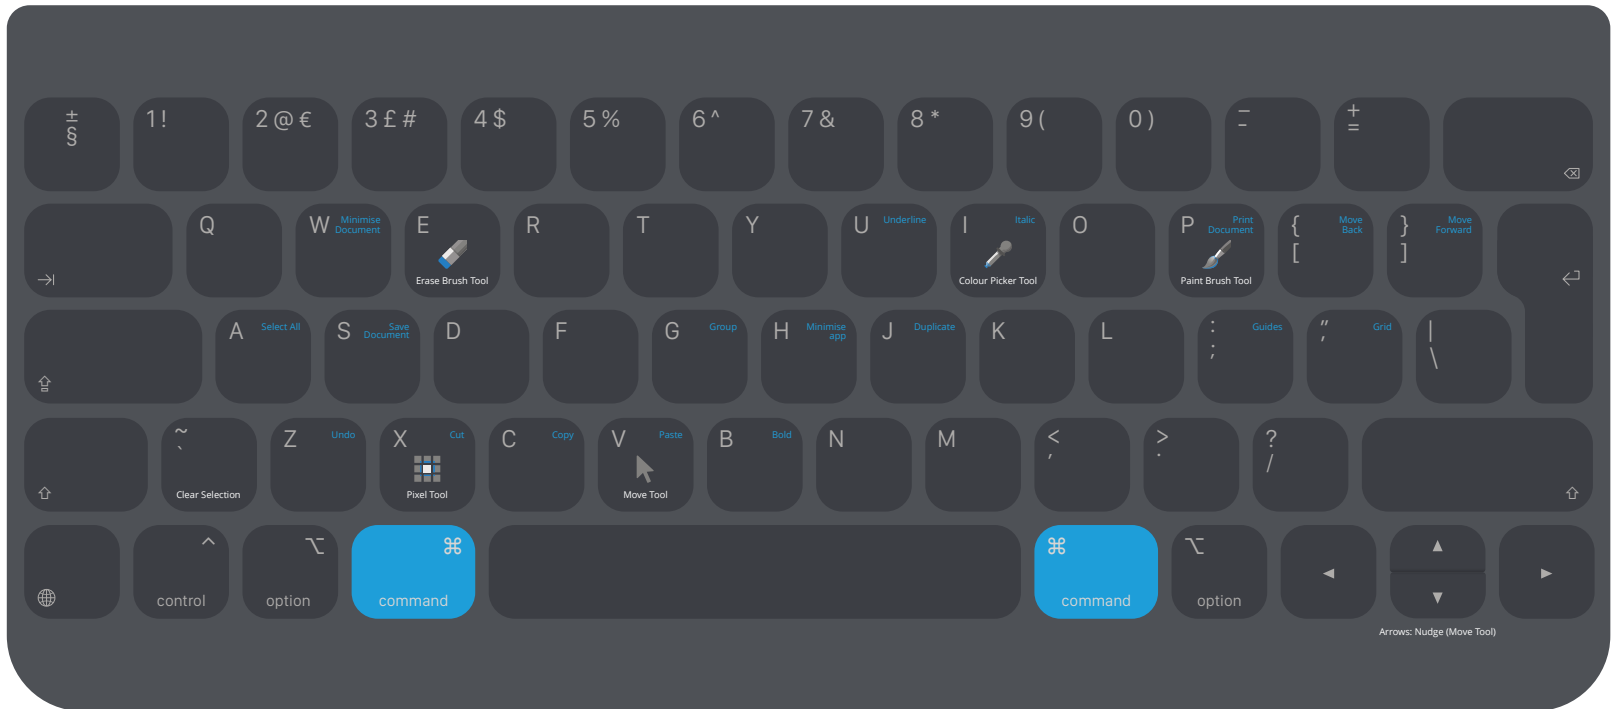 ± 1! 2@€ 3£# 4$ 5% 6^ 7& 8* 9( 0) _ +
§ - =
Q W Minimise Document E R T Y U Underline I Italic O P Print Document { Move Back } Move Forward
[ ]
Erase Brush Tool Colour Picker Tool Paint Brush Tool
A Select All S Save Document D F G Group H Minimise app J Duplicate K L : Guides " Grid |
; , \
~ Z Undo X Cut C Copy V Paste B Bold N M < > ?
` , . /
Clear Selection Pixel Tool Move Tool
^ ⌥ ⌘ ⌘ ⌥
control option command command option
Arrows: Nudge (Move Tool)